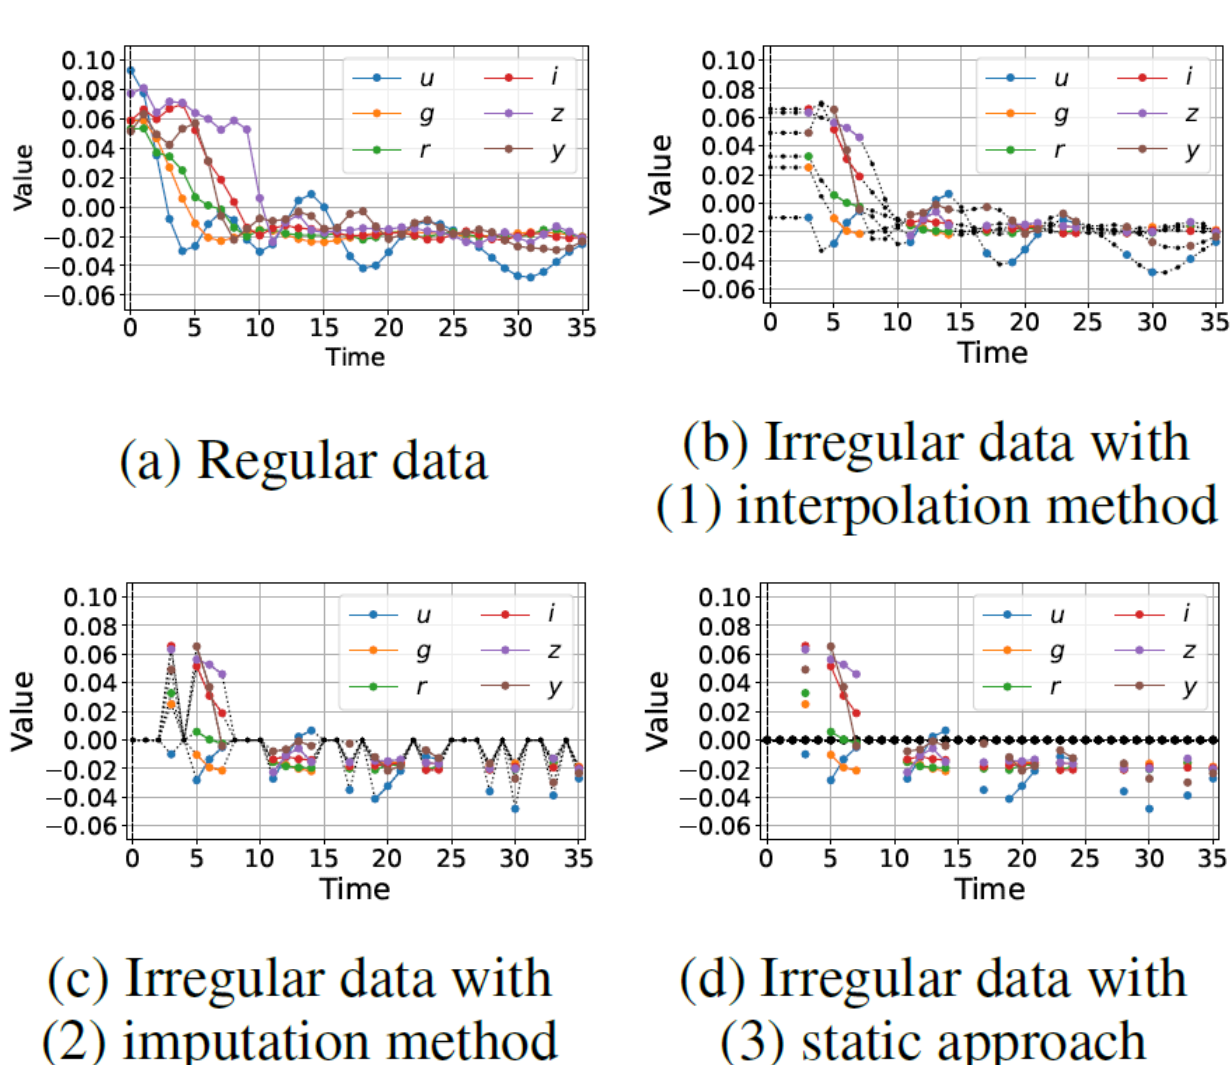 0.10
0.08
0.06
0.04
0.02
0.00
−0.02
−0.04
−0.06
Value
u
g
r
i
z
y
0 5 10 15 20 25 30 35
Time
(a) Regular data
0.10
0.08
0.06
0.04
0.02
0.00
−0.02
−0.04
−0.06
Value
u
g
r
i
z
y
0 5 10 15 20 25 30 35
Time
(b) Irregular data with
(1) interpolation method
0.10
0.08
0.06
0.04
0.02
0.00
−0.02
−0.04
−0.06
Value
u
g
r
i
z
y
0 5 10 15 20 25 30 35
Time
(c) Irregular data with
(2) imputation method
0.10
0.08
0.06
0.04
0.02
0.00
−0.02
−0.04
−0.06
Value
u
g
r
i
z
y
0 5 10 15 20 25 30 35
Time
(d) Irregular data with
(3) static approach